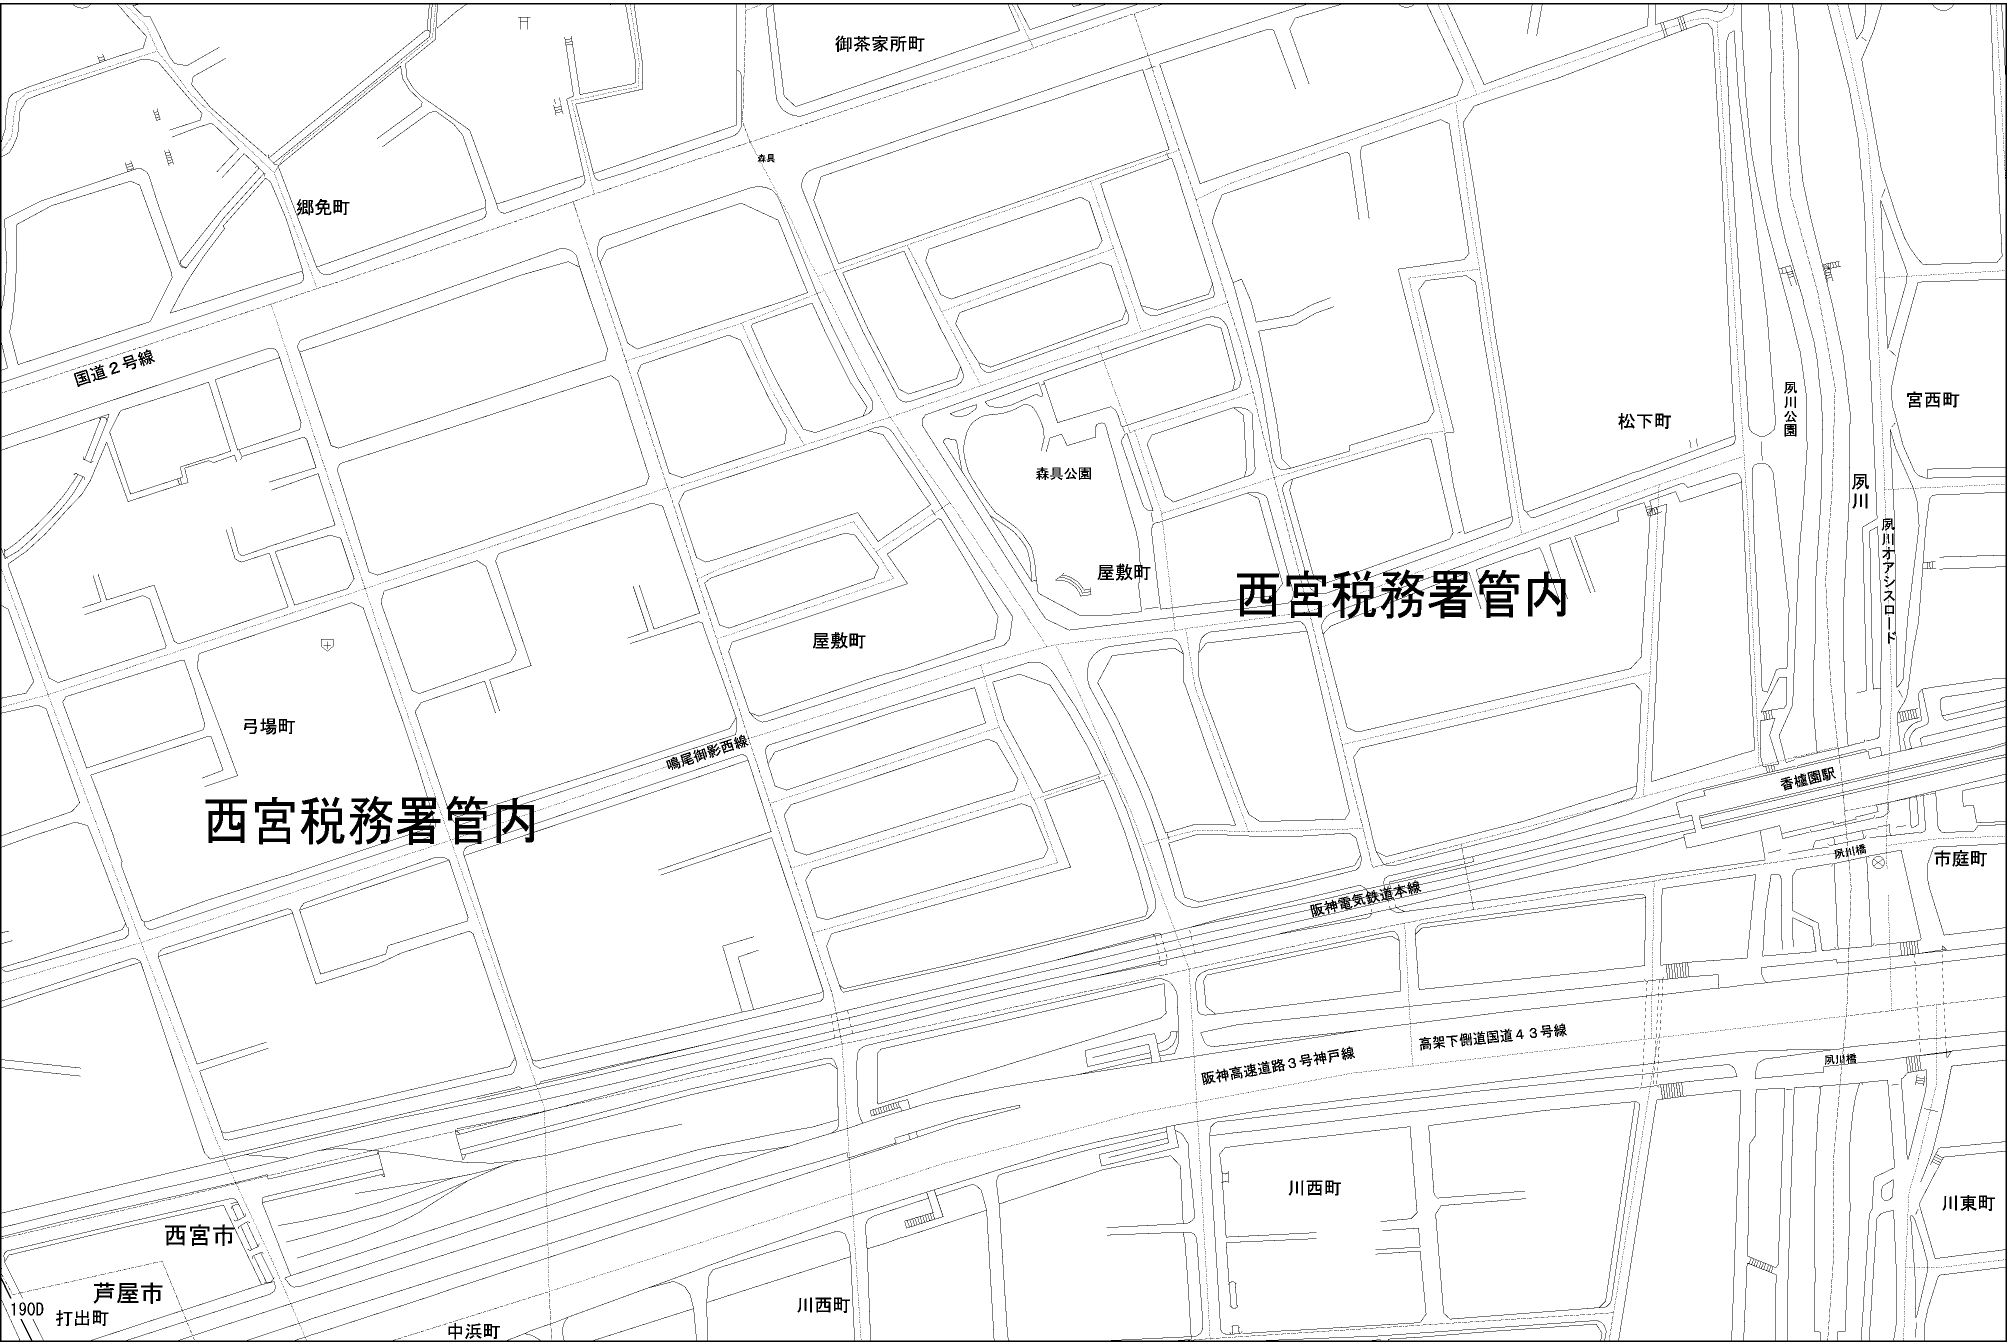 御茶家所町
森具
郷免町
国道２号線
夙川公園
宮西町
松下町
森具公園
夙川
夙川オアシスロード
屋敷町
西宮税務署管内
屋敷町
弓場町
鳴尾御影西線
香櫨園駅
西宮税務署管内
夙川橋
市庭町
阪神電気鉄道本線
高架下側道国道４３号線
夙川橋
阪神高速道路３号神戸線
川西町
川東町
西宮市
芦屋市
190D
打出町
川西町
中浜町